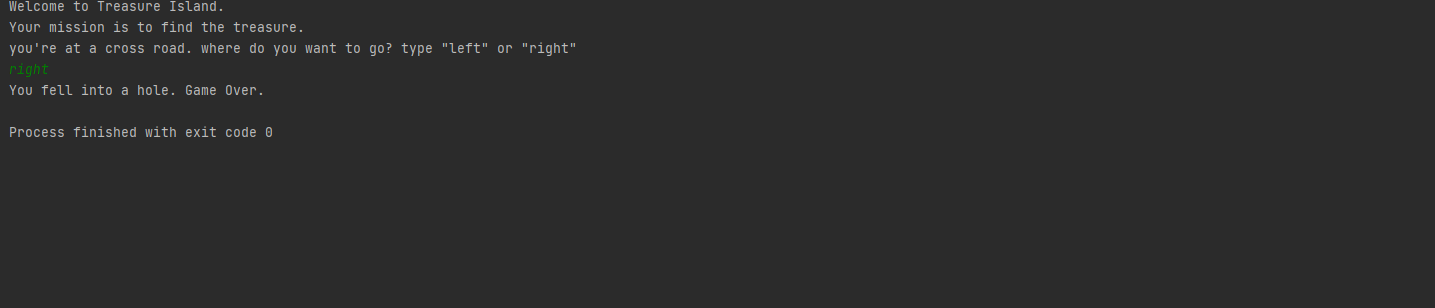 Welcome to Treasure Island.
Your mission is to find the treasure.
you're at a cross road. where do you want to go? type "left" or "right"
right
You fell into a hole. Game Over.
Process finished with exit code 0